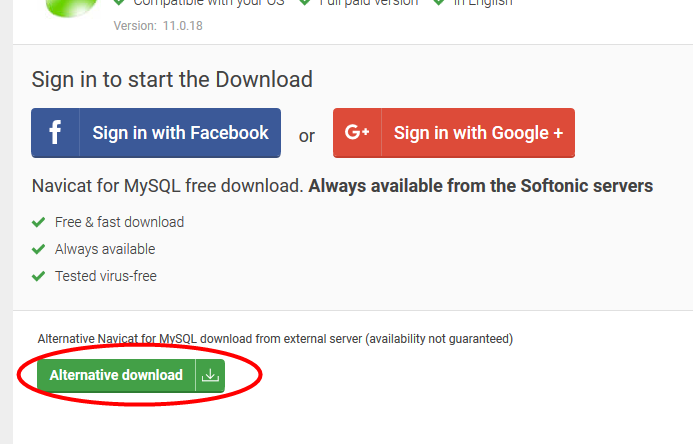 Compatible with your OS Full paid version In English
Version: 11.0.18
Sign in to start the Download
f Sign in with Facebook or G+ Sign in with Google +
Navicat for MySQL free download. Always available from the Softonic servers
Free & fast download
Always available
Tested virus-free
Alternative Navicat for MySQL download from external server (availability not guaranteed)
Alternative download